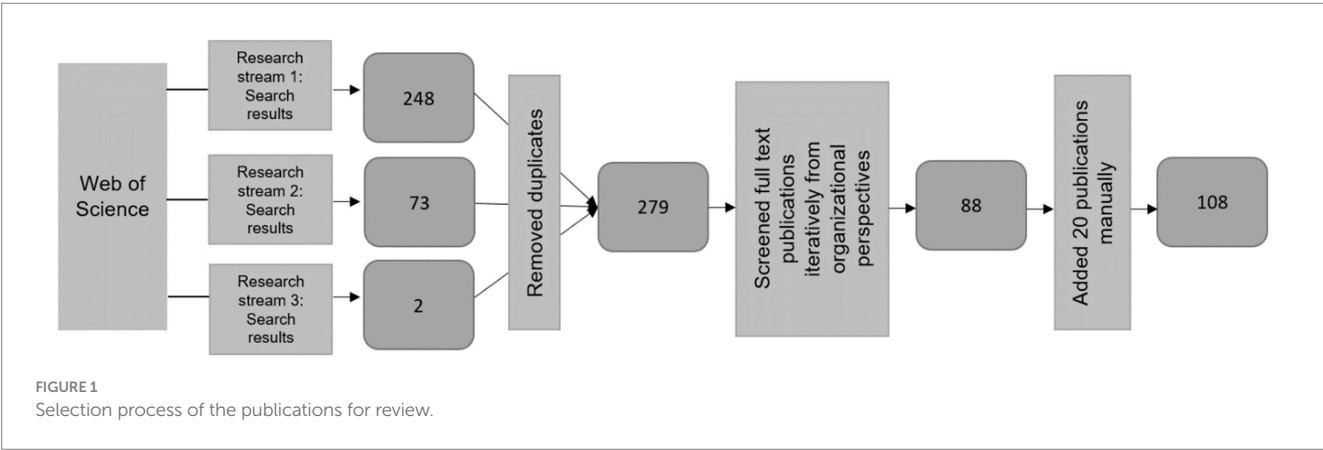 Web of
Science
Research
stream 1:
Search
results
248
Research
stream 2:
Search
results
73
Research
stream 3:
Search
results
2
Removed duplicates
279
Screened full text
publications
iteratively from
organizational
perspectives
88
Added 20 publications
manually
108
FIGURE 1
Selection process of the publications for review.